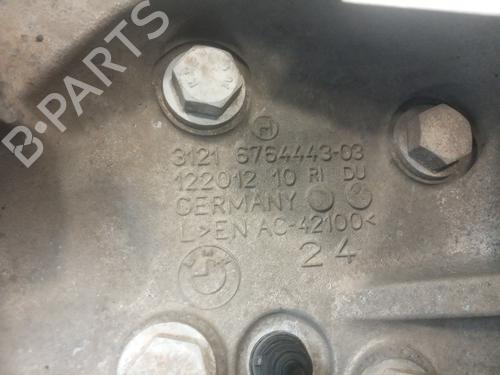 B-PARTS
H
3121 6764443-03
122012 10 RI DU
GERMANY
L>EN AC-42100<
24